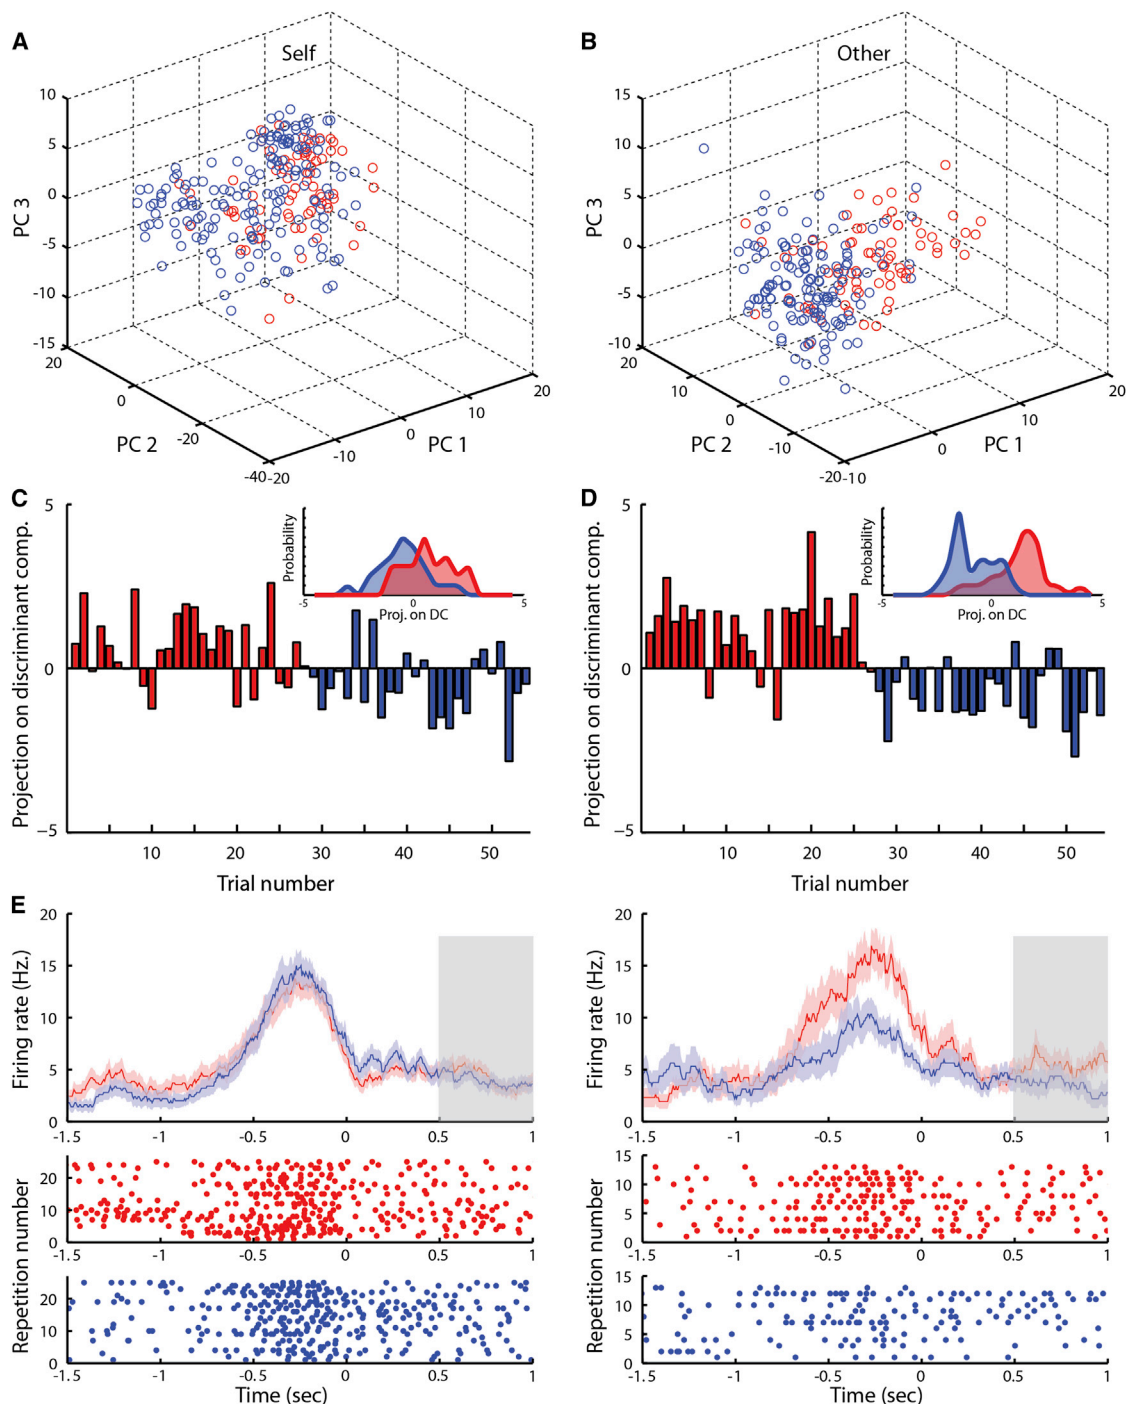 A
Self
10
5
0
-5
-10
-15
PC 3
20
0
-20
-40
PC 2
-20
-10
0
10
20
PC 1
B
Other
15
10
5
0
-5
-10
PC 3
20
10
0
-10
-20
PC 2
-10
0
10
20
PC 1
C
5
0
−5
Projection on discriminant comp.
10 20 30 40 50
Trial number
Probability
-5 0 5
Proj. on DC
D
5
0
−5
Projection on discriminant comp.
10 20 30 40 50
Trial number
Probability
-5 0 5
Proj. on DC
E
20
15
10
5
0
Firing rate (Hz.)
-1.5 -1 -0.5 0 0.5 1
20
10
0
-1.5 -1 -0.5 0 0.5 1
20
10
0
Repetition number
-1.5 -1 -0.5 0 0.5 1
Time (sec)
20
15
10
5
0
Firing rate (Hz.)
-1.5 -1 -0.5 0 0.5 1
15
10
5
0
-1.5 -1 -0.5 0 0.5 1
15
10
5
0
Repetition number
-1.5 -1 -0.5 0 0.5 1
Time (sec)